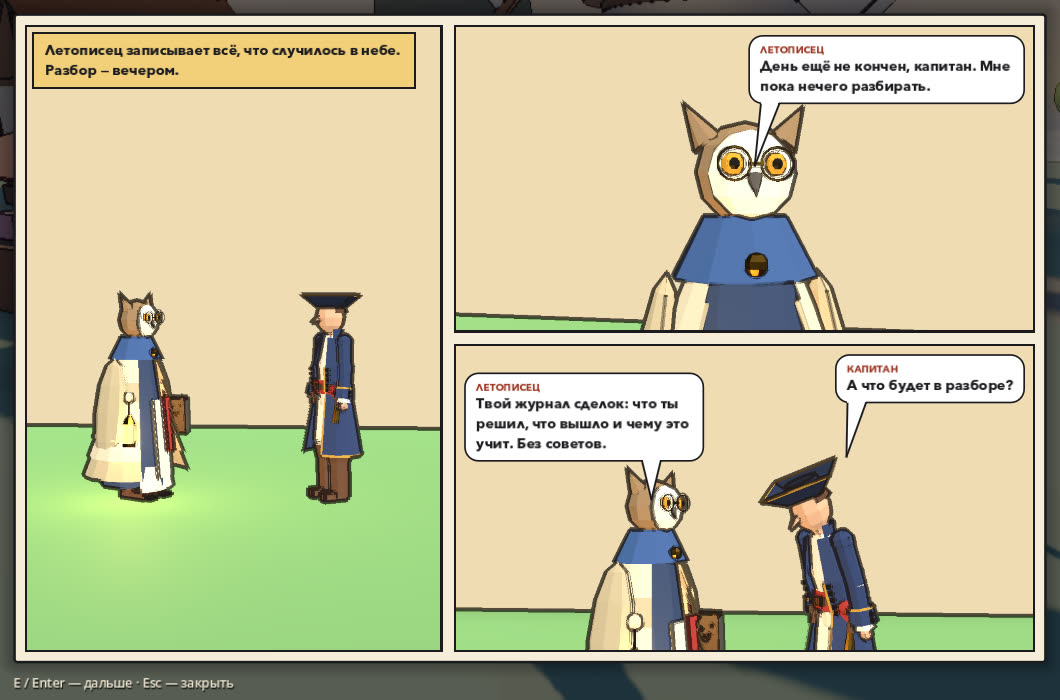 Летописец записывает всё, что случилось в небе.
Разбор — вечером.
ЛЕТОПИСЕЦ
День ещё не кончен, капитан. Мне
пока нечего разбирать.
ЛЕТОПИСЕЦ
Твой журнал сделок: что ты
решил, что вышло и чему это
учит. Без советов.
КАПИТАН
А что будет в разборе?
E / Enter — дальше · Esc — закрыть